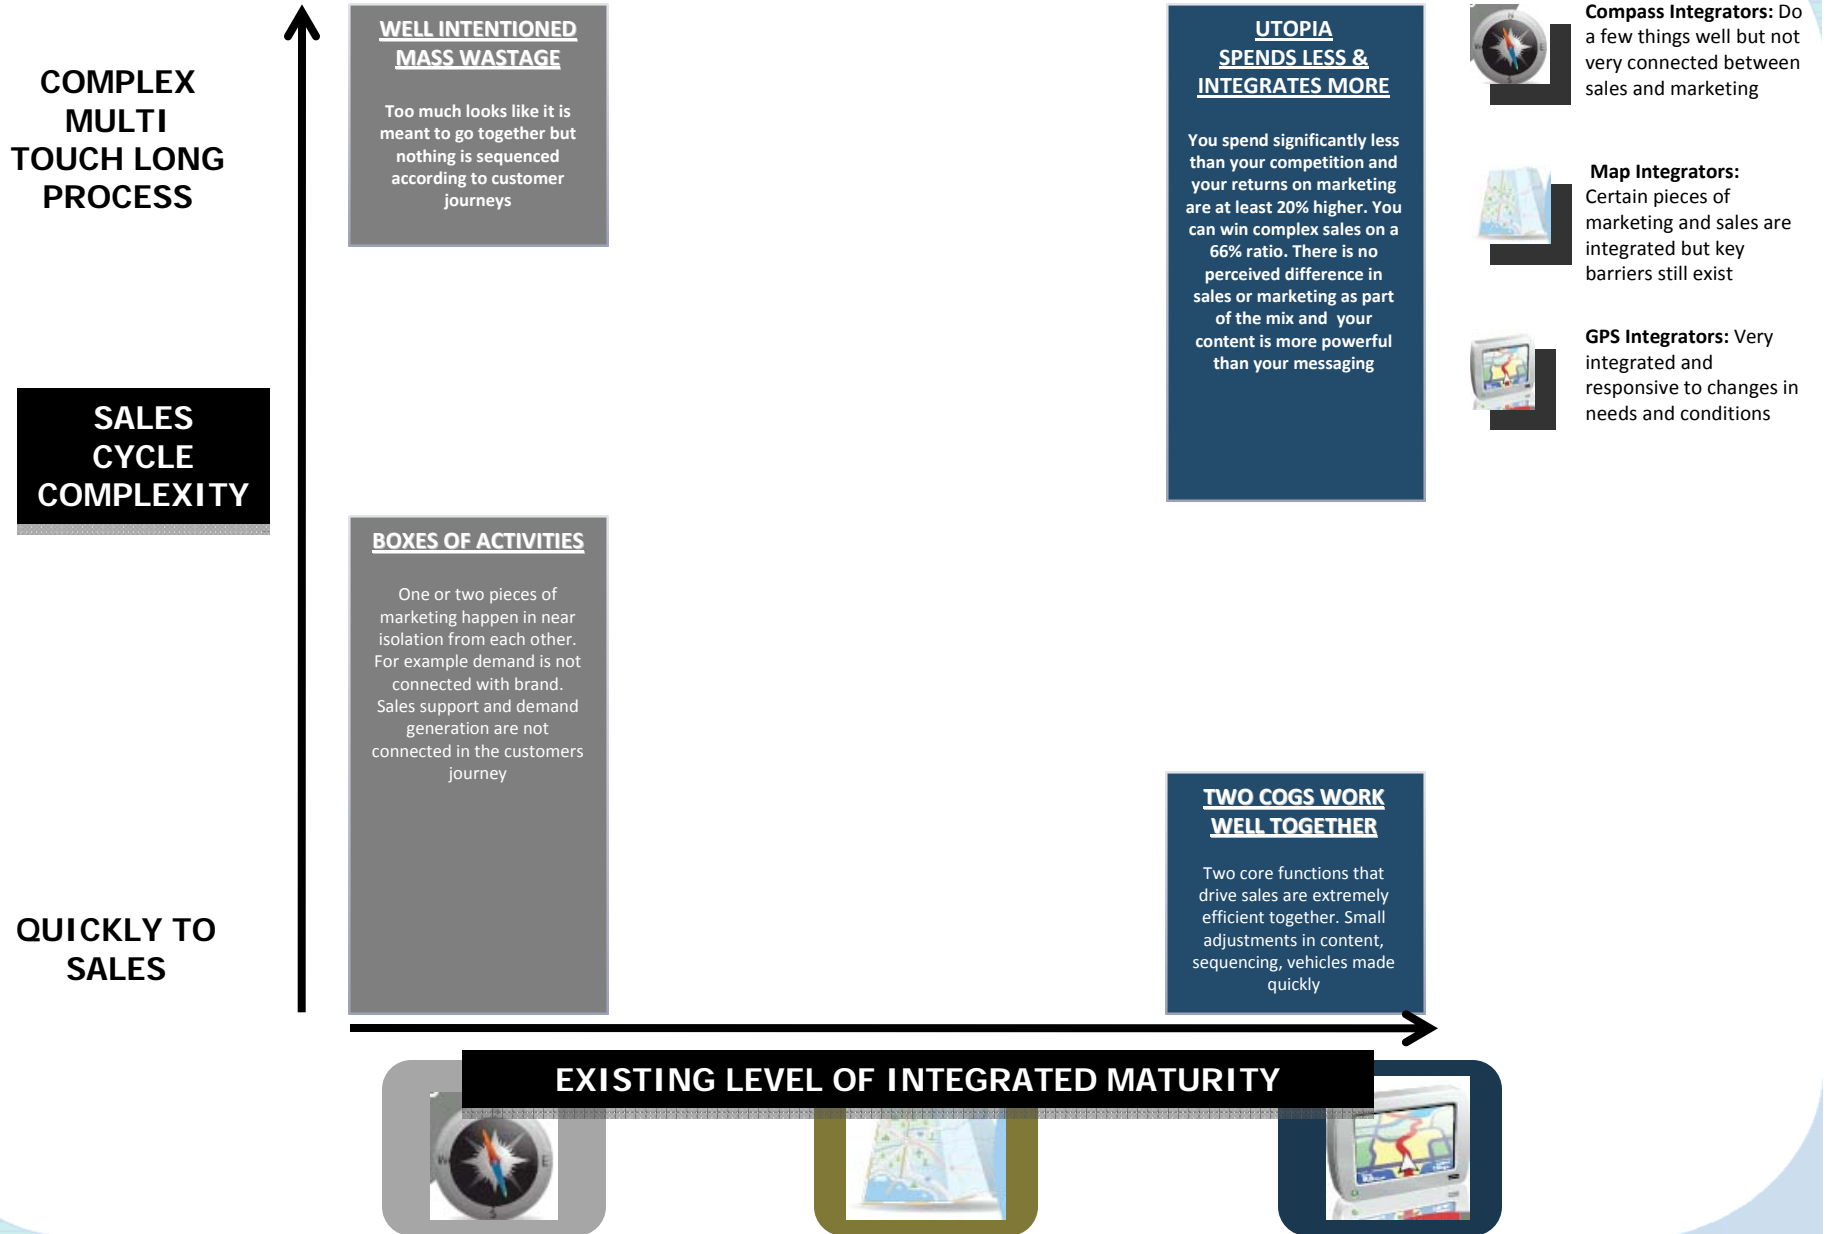 COMPLEX
MULTI
TOUCH LONG
PROCESS
SALES
CYCLE
COMPLEXITY
QUICKLY TO
SALES
WELL INTENTIONED
MASS WASTAGE
Too much looks like it is
meant to go together but
nothing is sequenced
according to customer
journeys
BOXES OF ACTIVITIES
One or two pieces of
marketing happen in near
isolation from each other.
For example demand is not
connected with brand.
Sales support and demand
generation are not
connected in the customers
journey
UTOPIA
SPENDS LESS &
INTEGRATES MORE
You spend significantly less
than your competition and
your returns on marketing
are at least 20% higher. You
can win complex sales on a
66% ratio. There is no
perceived difference in
sales or marketing as part
of the mix and your
content is more powerful
than your messaging
TWO COGS WORK
WELL TOGETHER
Two core functions that
drive sales are extremely
efficient together. Small
adjustments in content,
sequencing, vehicles made
quickly
Compass Integrators: Do
a few things well but not
very connected between
sales and marketing
Map Integrators:
Certain pieces of
marketing and sales are
integrated but key
barriers still exist
GPS Integrators: Very
integrated and
responsive to changes in
needs and conditions
EXISTING LEVEL OF INTEGRATED MATURITY